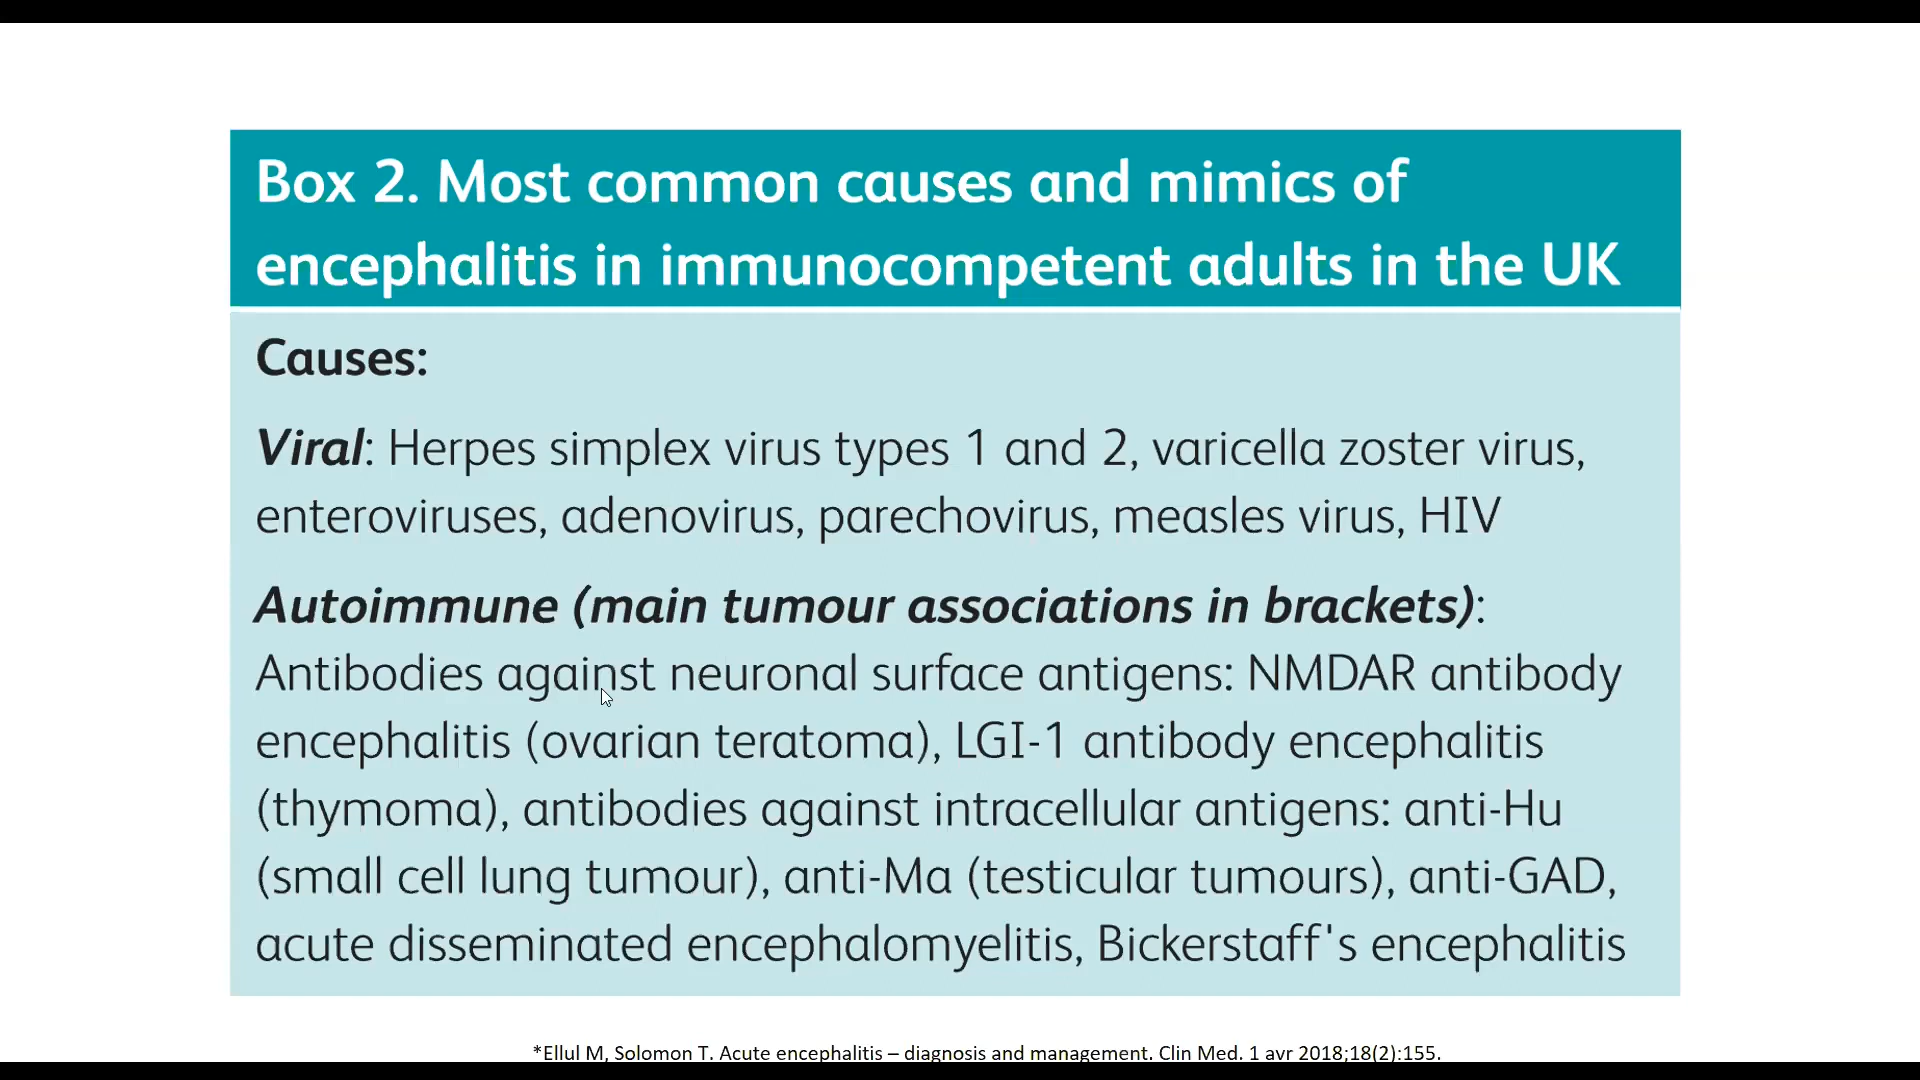 Box 2. Most common causes and mimics of
encephalitis in immunocompetent adults in the UK
Causes:
Viral: Herpes simplex virus types 1 and 2, varicella zoster virus,
enteroviruses, adenovirus, parechovirus, measles virus, HIV
Autoimmune (main tumour associations in brackets):
Antibodies against neuronal surface antigens: NMDAR antibody
encephalitis (ovarian teratoma), LGI-1 antibody encephalitis
(thymoma), antibodies against intracellular antigens: anti-Hu
(small cell lung tumour), anti-Ma (testicular tumours), anti-GAD,
acute disseminated encephalomyelitis, Bickerstaff's encephalitis
*Ellul M, Solomon T. Acute encephalitis – diagnosis and management. Clin Med. 1 avr 2018;18(2):155.